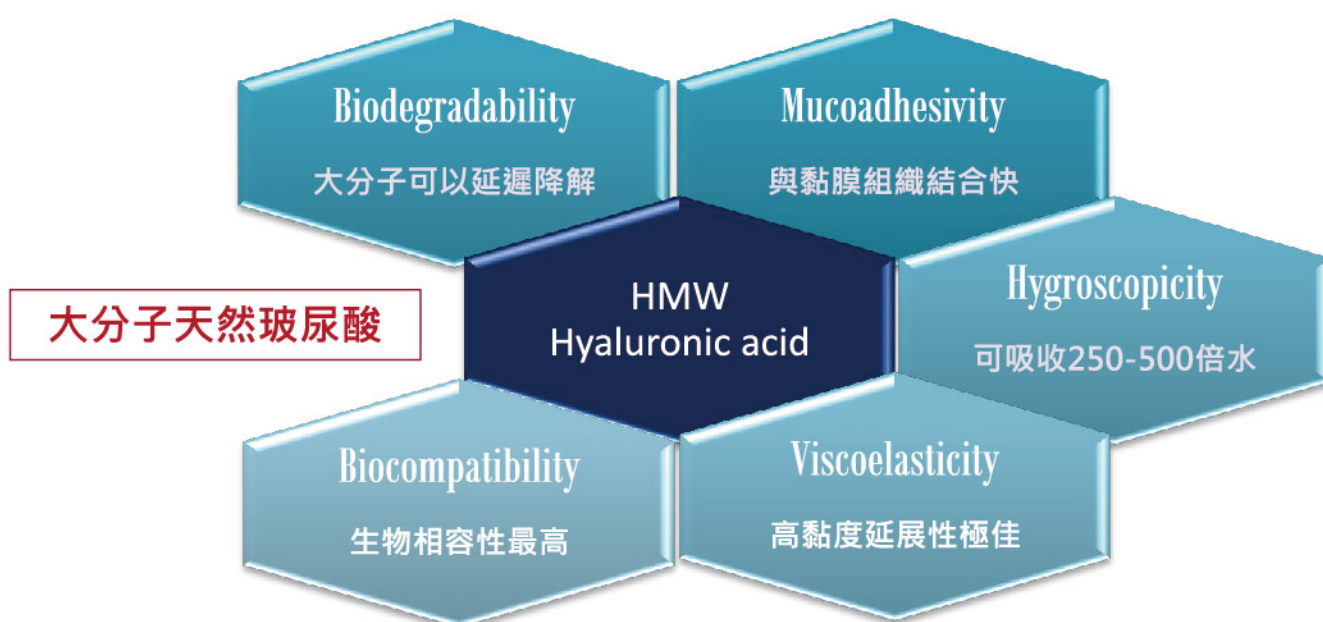 Biodegradability
大分子可以延遲降解
Mucoadhesivity
與黏膜組織結合快
大分子天然玻尿酸
HMW
Hyaluronic acid
Hygroscopicity
可吸收250-500倍水
Biocompatibility
生物相容性最高
Viscoelasticity
高黏度延展性極佳